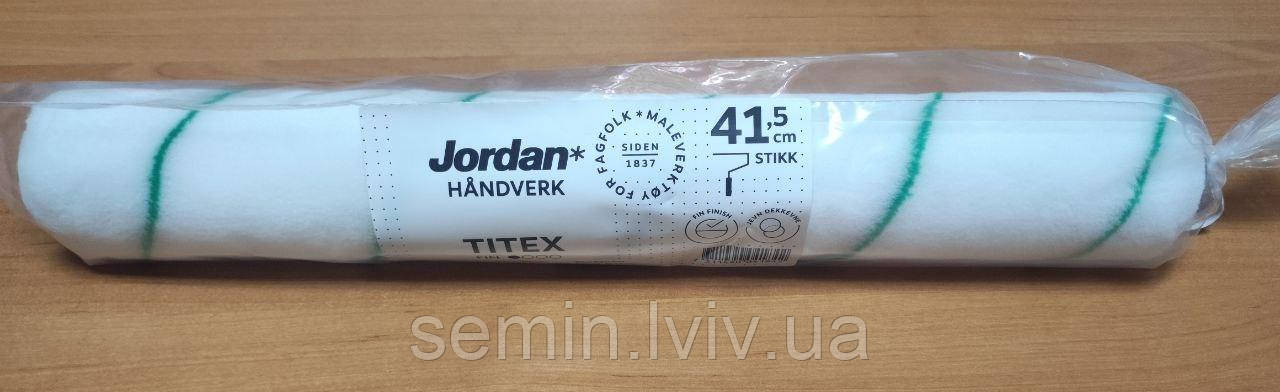 Jordan*
HÅNDVERK
MALEVERKTØY FOR FAGFOLK *
SIDEN
1837
41,5
cm
STIKK
FIN FINISH
JEVN DEKKEVNE
TITEX
FIN
semin.lviv.ua